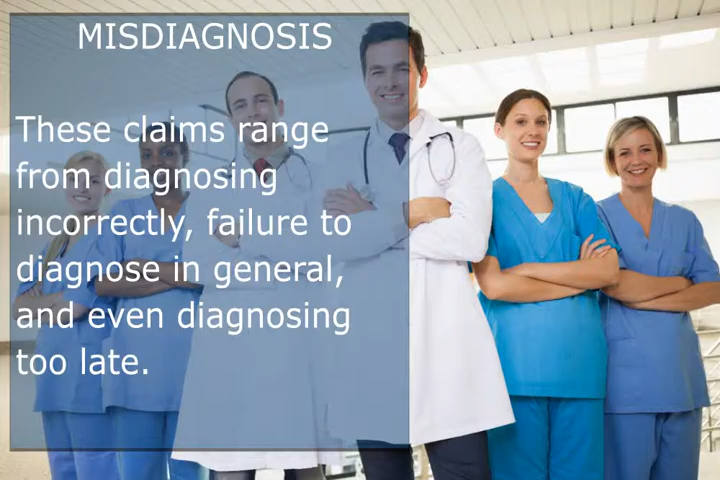 MISDIAGNOSIS
These claims range
from diagnosing
incorrectly, failure to
diagnose in general,
and even diagnosing
too late.